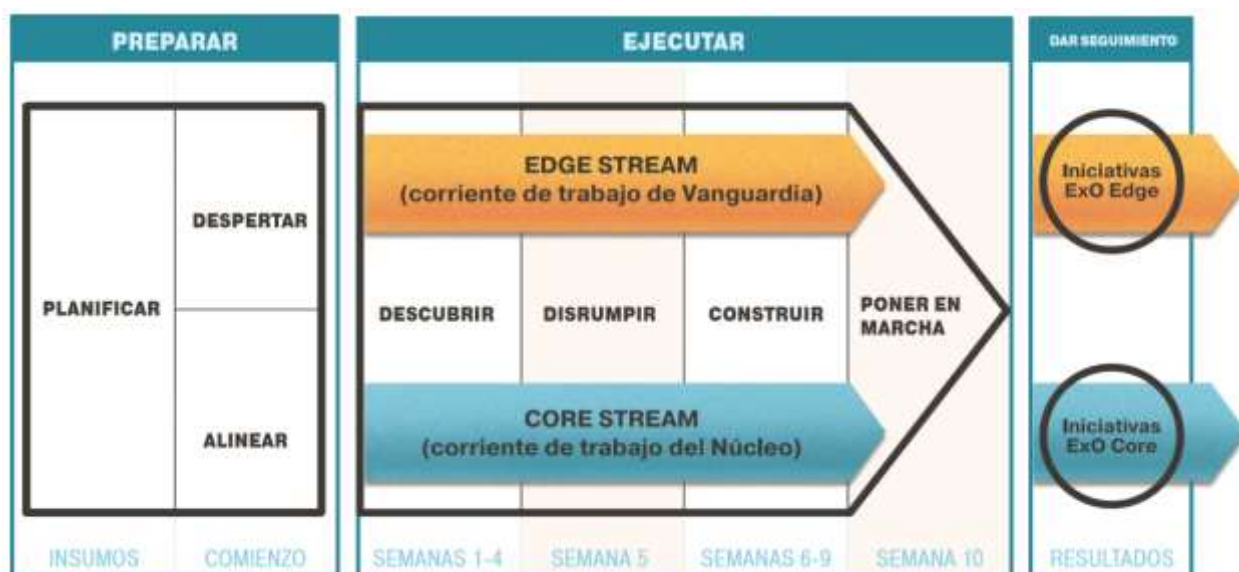 PREPARAR
EJECUTAR
DAR SEGUIMIENTO
EDGE STREAM
(corriente de trabajo de Vanguardia)
Iniciativas
ExO Edge
DESPERTAR
PLANIFICAR
DESCUBRIR
DISRUMPIR
CONSTRUIR
PONER EN
MARCHA
CORE STREAM
(corriente de trabajo del Núcleo)
Iniciativas
ExO Core
ALINEAR
INSUMOS
COMIENZO
SEMANAS 1-4
SEMANA 5
SEMANAS 6-9
SEMANA 10
RESULTADOS